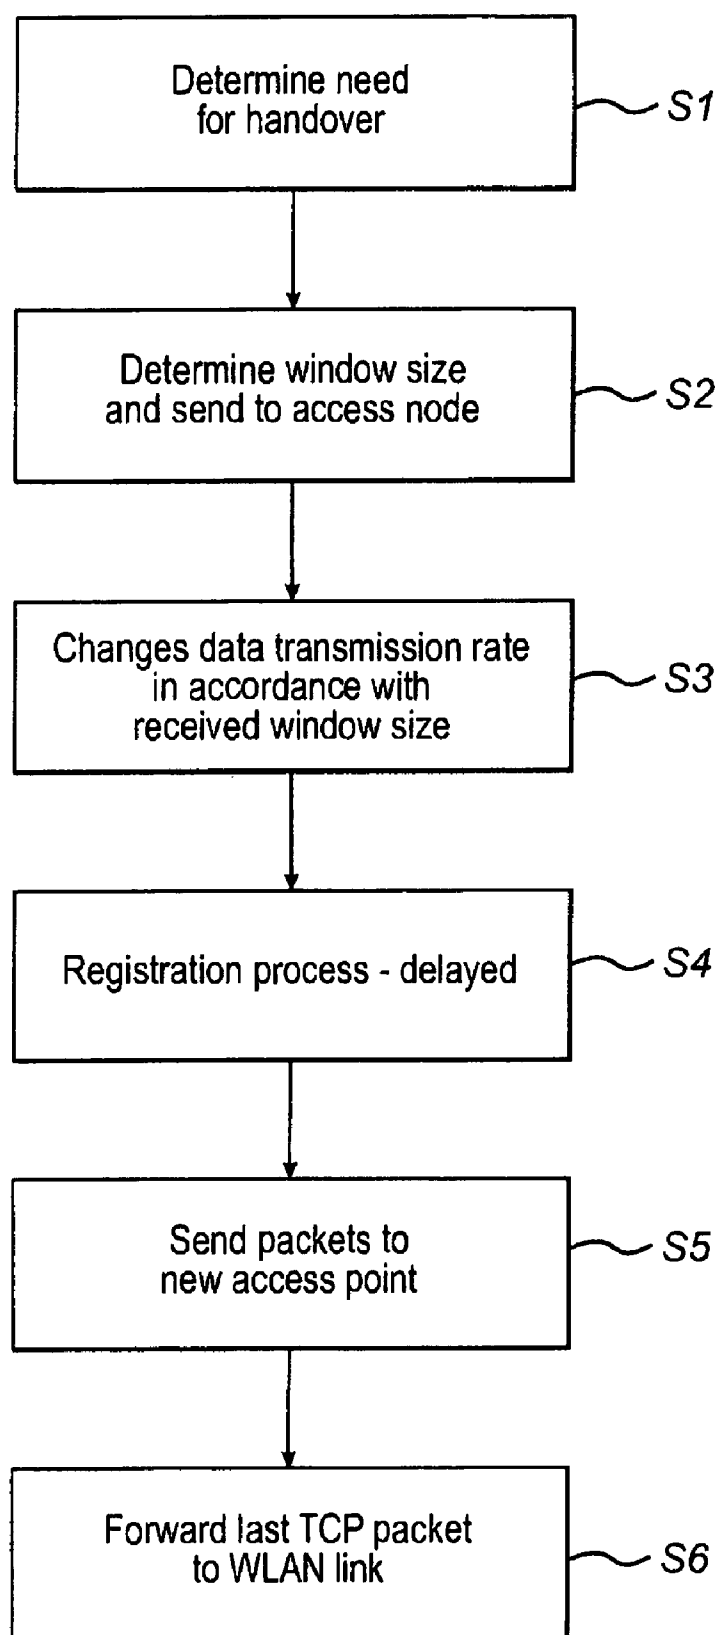 Determine need
for handover
S1
Determine window size
and send to access node
S2
Changes data transmission rate
in accordance with
received window size
S3
Registration process - delayed
S4
Send packets to
new access point
S5
Forward last TCP packet
to WLAN link
S6